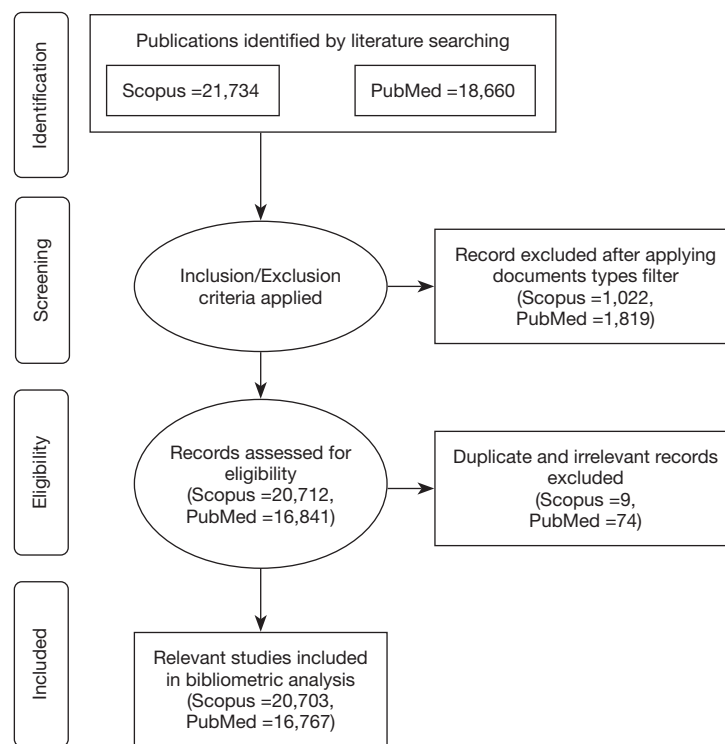 Identification
Publications identified by literature searching
Scopus =21,734
PubMed =18,660
Screening
Inclusion/Exclusion
criteria applied
Record excluded after applying
documents types filter
(Scopus =1,022,
PubMed =1,819)
Eligibility
Records assessed for
eligibility
(Scopus =20,712,
PubMed =16,841)
Duplicate and irrelevant records
excluded
(Scopus =9,
PubMed =74)
Included
Relevant studies included
in bibliometric analysis
(Scopus =20,703,
PubMed =16,767)